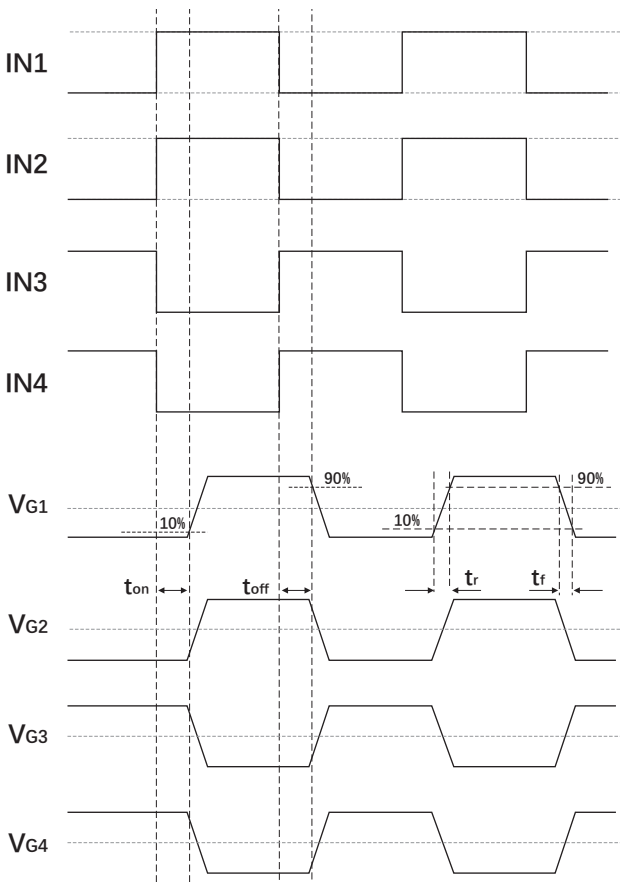 IN1
IN2
IN3
IN4
90%
90%
VG1
10%
10%
ton
toff
tr
tf
VG2
VG3
VG4